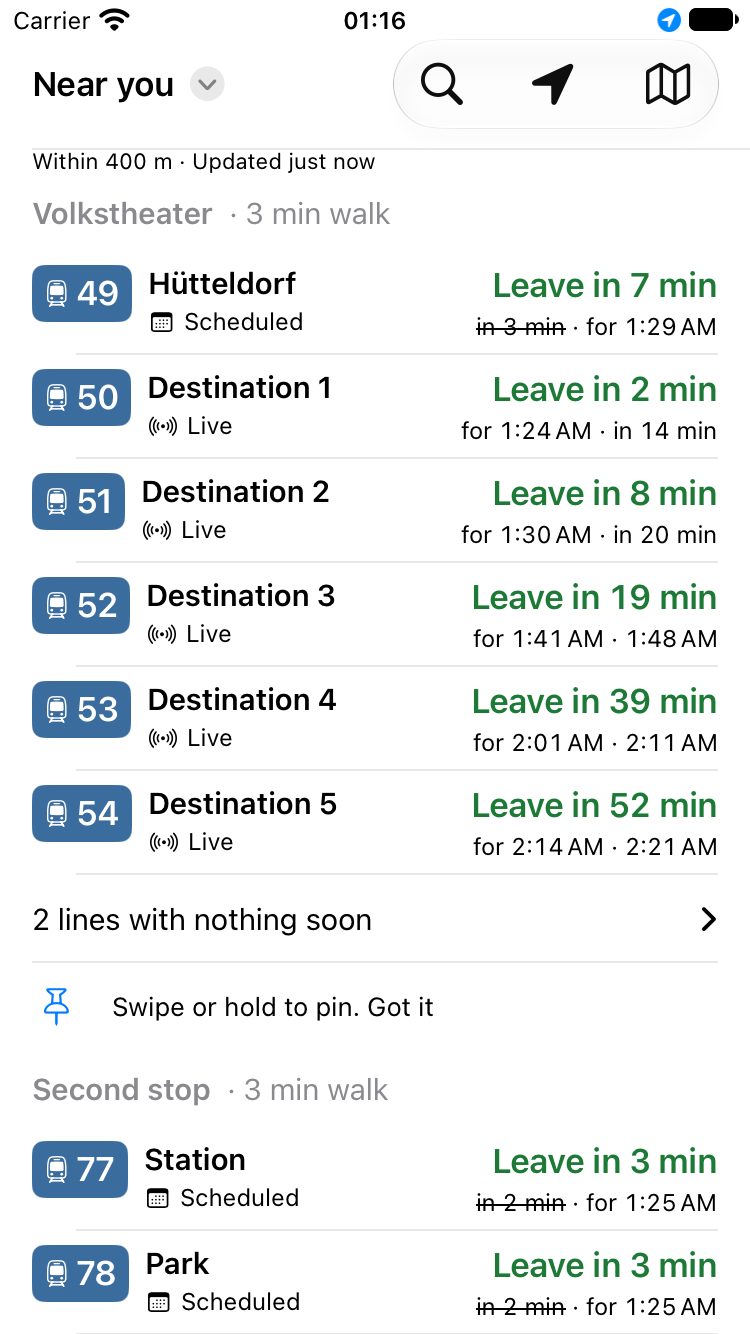 Carrier 01:16
Near you
Within 400 m · Updated just now
Volkstheater · 3 min walk
49 Hütteldorf Leave in 7 min
Scheduled in 3 min · for 1:29 AM
50 Destination 1 Leave in 2 min
Live for 1:24 AM · in 14 min
51 Destination 2 Leave in 8 min
Live for 1:30 AM · in 20 min
52 Destination 3 Leave in 19 min
Live for 1:41 AM · 1:48 AM
53 Destination 4 Leave in 39 min
Live for 2:01 AM · 2:11 AM
54 Destination 5 Leave in 52 min
Live for 2:14 AM · 2:21 AM
2 lines with nothing soon
Swipe or hold to pin. Got it
Second stop · 3 min walk
77 Station Leave in 3 min
Scheduled in 2 min · for 1:25 AM
78 Park Leave in 3 min
Scheduled in 2 min · for 1:25 AM